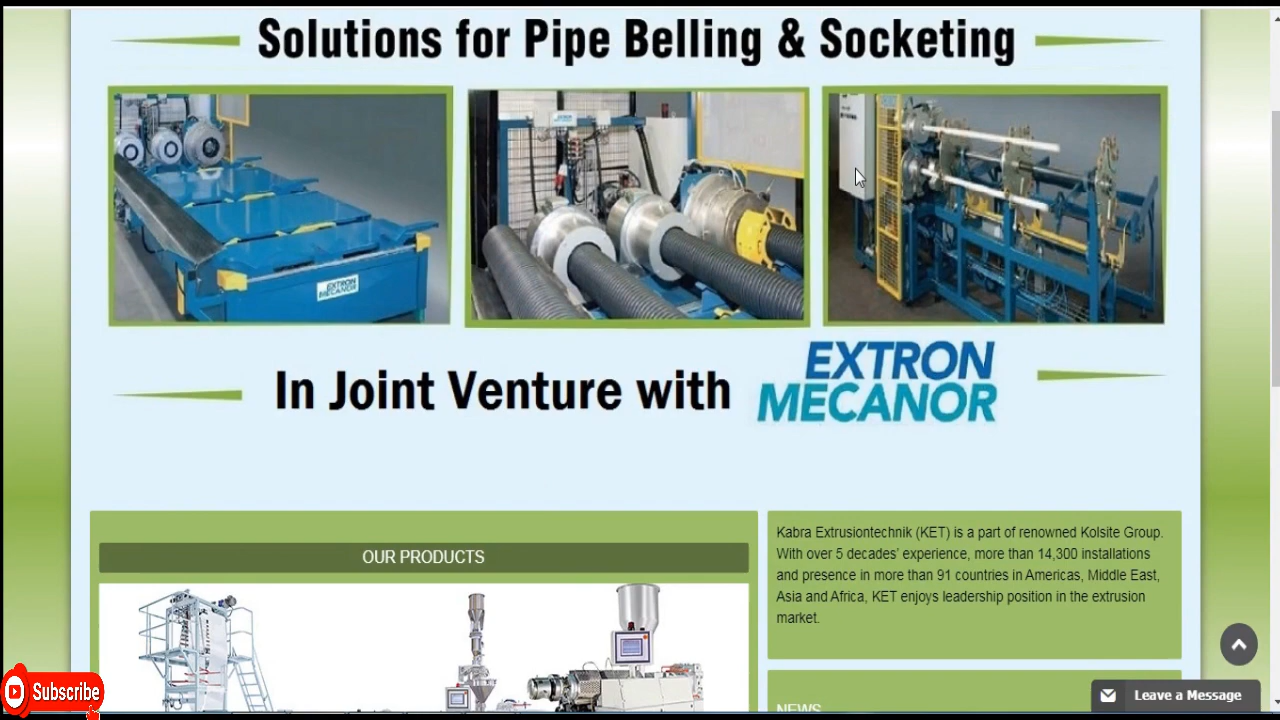 Solutions for Pipe Belling & Socketing
EXTRON
MECANOR
In Joint Venture with
EXTRON
MECANOR
OUR PRODUCTS
Kabra Extrusiontechnik (KET) is a part of renowned Kolsite Group.
With over 5 decades' experience, more than 14,300 installations
and presence in more than 91 countries in Americas, Middle East,
Asia and Africa, KET enjoys leadership position in the extrusion
market.
NEWS
Leave a Message
Subscribe